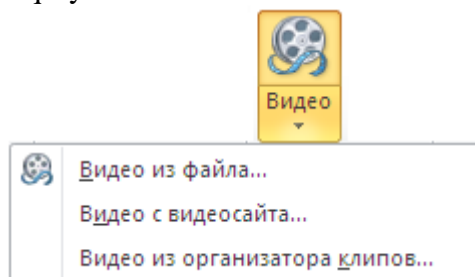 Видео
Видео из файла...
Видео с видеосайта...
Видео из организатора клипов...